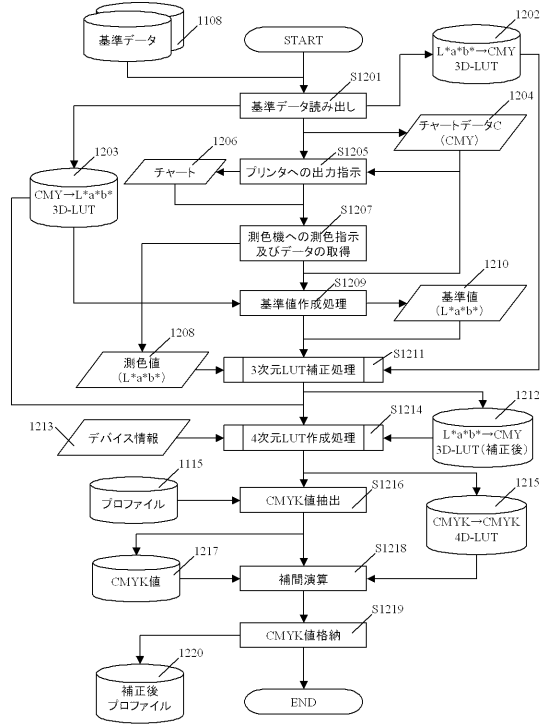 1108
基準データ
START
1202
L*a*b*→CMY
3D-LUT
S1201
基準データ読み出し
1204
チャートデータC
(CMY)
1203
CMY→L*a*b*
3D-LUT
1206
チャート
S1205
プリンタへの出力指示
S1207
測色機への測色指示
及びデータの取得
S1209
基準値作成処理
1210
基準値
(L*a*b*)
1208
測色値
(L*a*b*)
S1211
3次元LUT補正処理
1213
デバイス情報
S1214
4次元LUT作成処理
1212
L*a*b*→CMY
3D-LUT(補正後)
1115
プロファイル
S1216
CMYK値抽出
1215
CMYK→CMYK
4D-LUT
1217
CMYK値
S1218
補間演算
S1219
CMYK値格納
1220
補正後
プロファイル
END